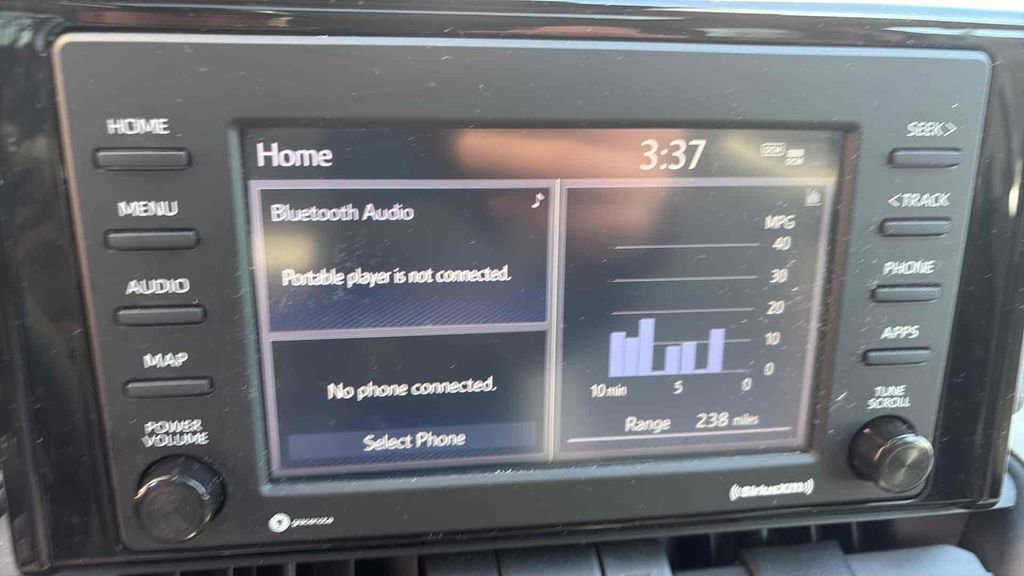 HOME
MENU
AUDIO
MAP
POWER
VOLUME
Home
3:37
DCM
DCM
Bluetooth Audio
Portable player is not connected.
No phone connected.
Select Phone
MPG
40
30
20
10
0
10 min 5 0
Range 238 miles
SEEK>
<TRACK
PHONE
APPS
TUNE
SCROLL
((SiriusXM))